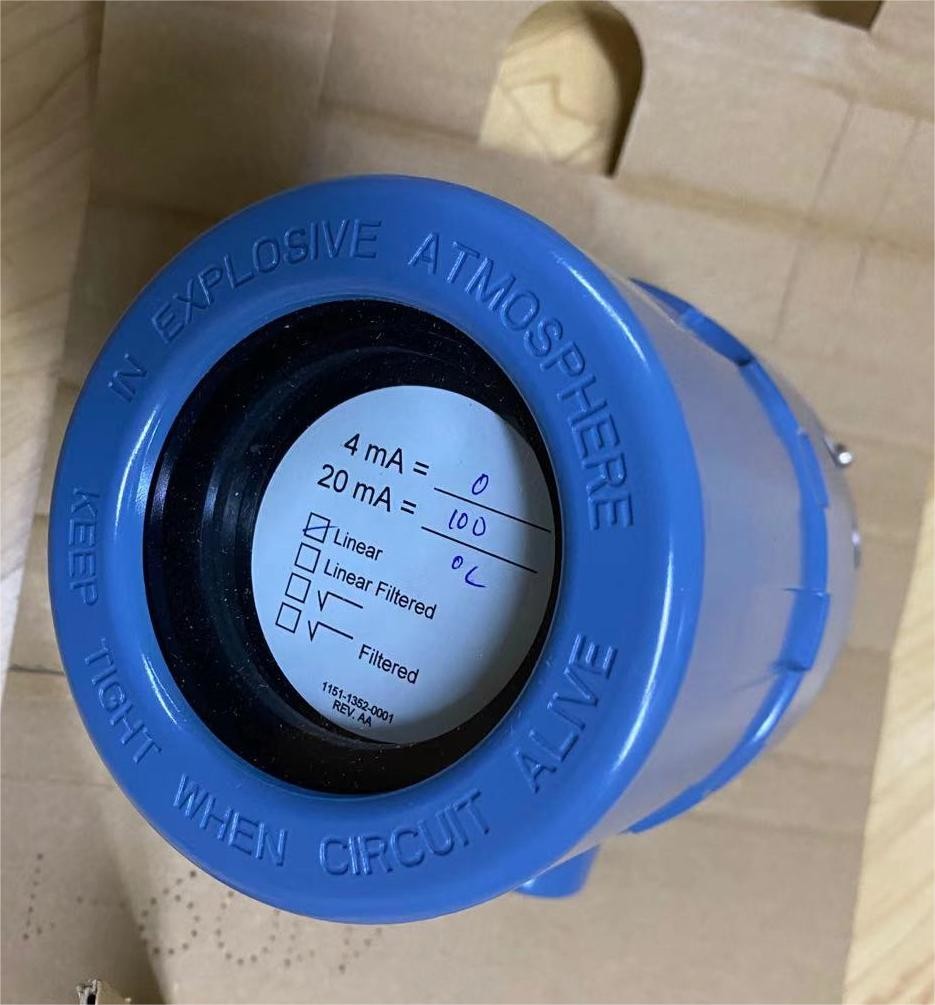 IN EXPLOSIVE ATMOSPHERE
KEEP TIGHT WHEN CIRCUIT ALIVE
4 mA = 0
20 mA = 100
Linear
Linear Filtered
√
√ Filtered
1151-1352-0001
REV. AA